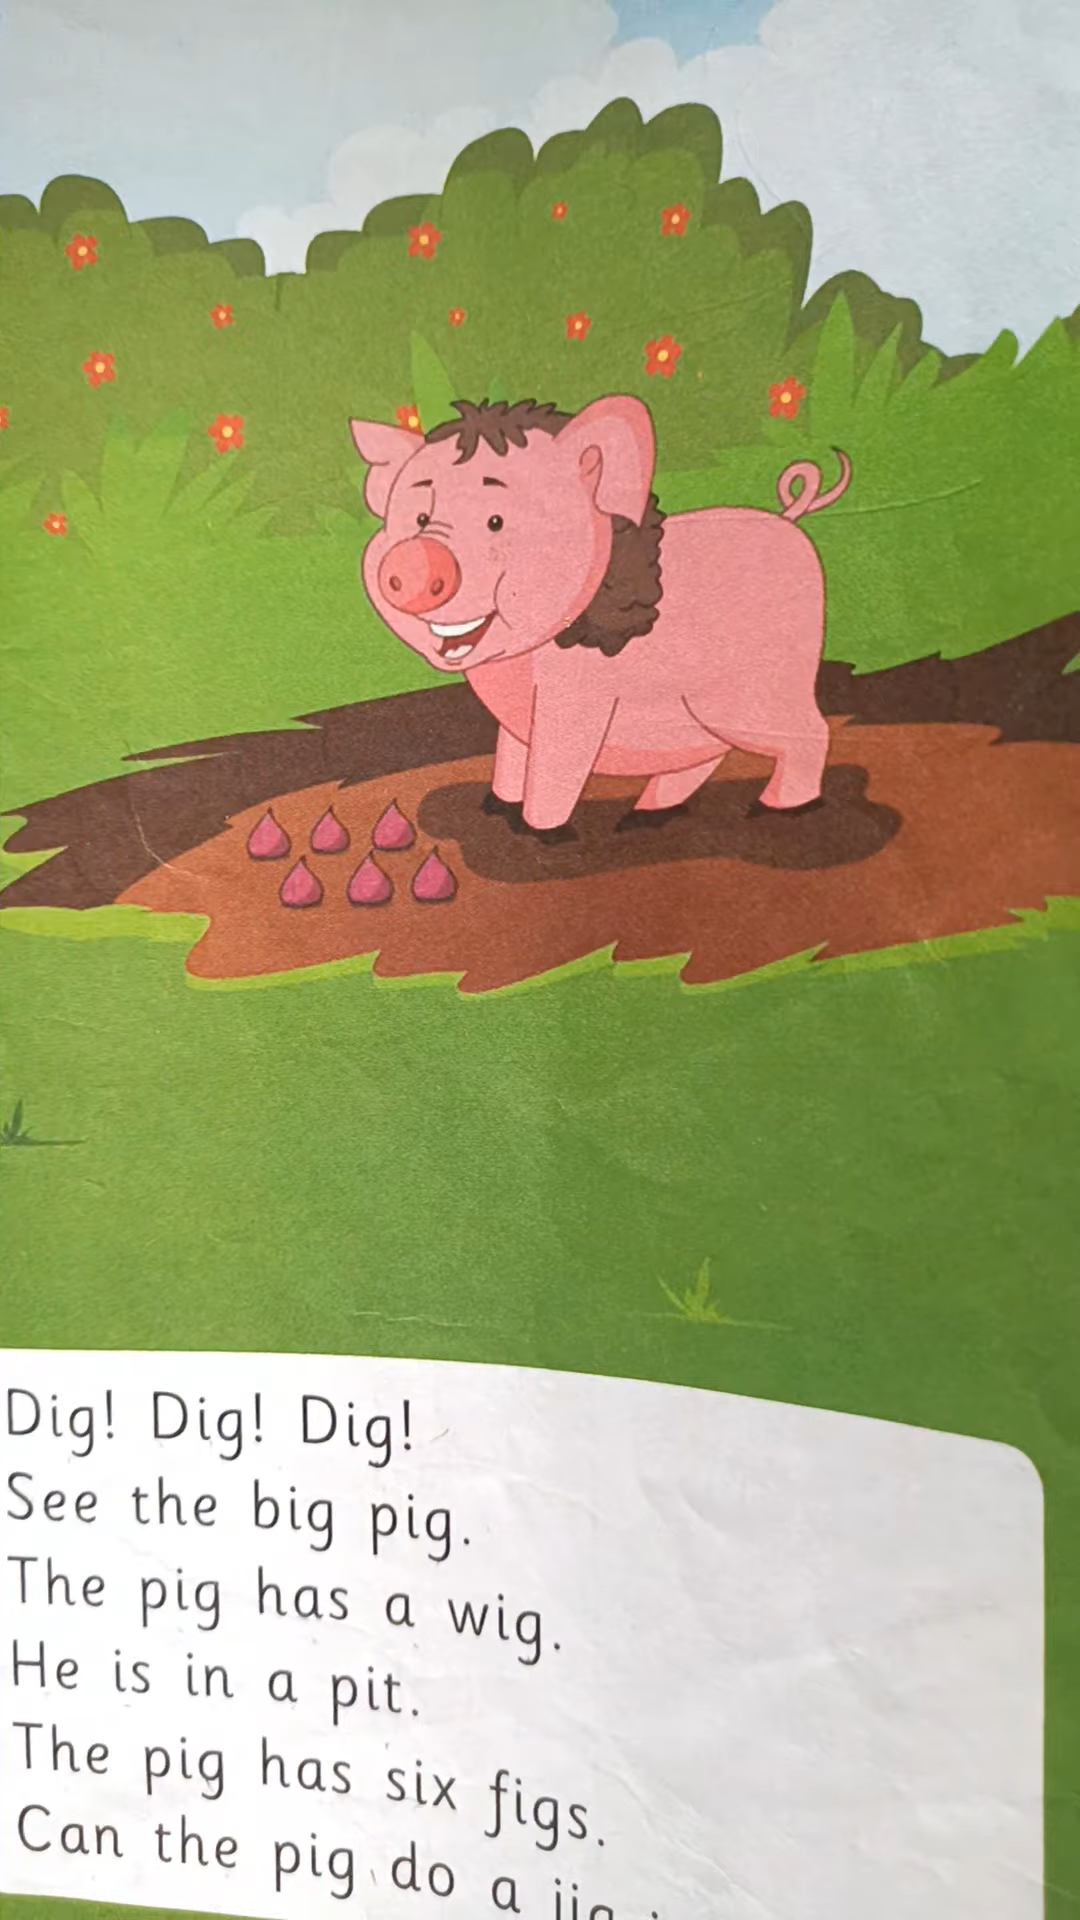 Dig! Dig! Dig!
See the big pig.
The pig has a wig.
He is in a pit.
The pig has six figs.
Can the pig do a jig